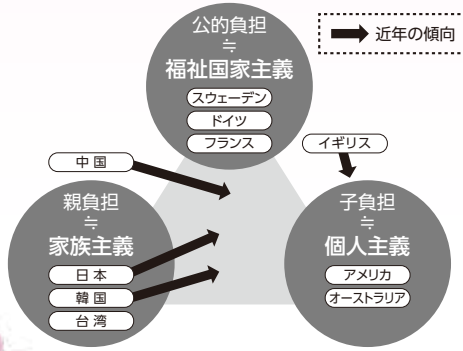 公的負担
≒
福祉国家主義
スウェーデン
ドイツ
フランス
近年の傾向
イギリス
中国
親負担
≒
家族主義
日本
韓国
台湾
子負担
≒
個人主義
アメリカ
オーストラリア